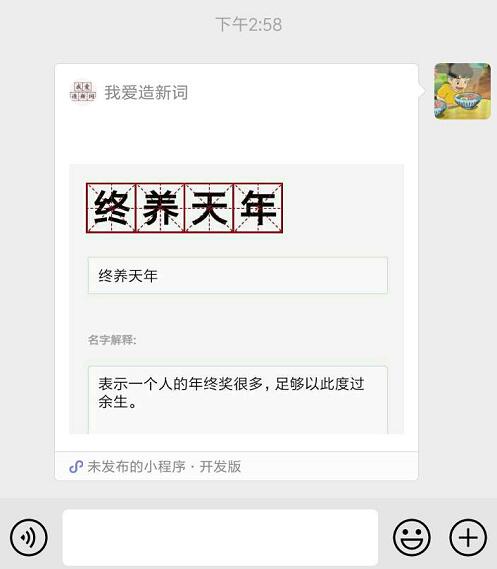 下午2:58
我爱
造新词
我爱造新词
终养天年
终养天年
名字解释:
表示一个人的年终奖很多，足够以此度过
余生。
未发布的小程序·开发版